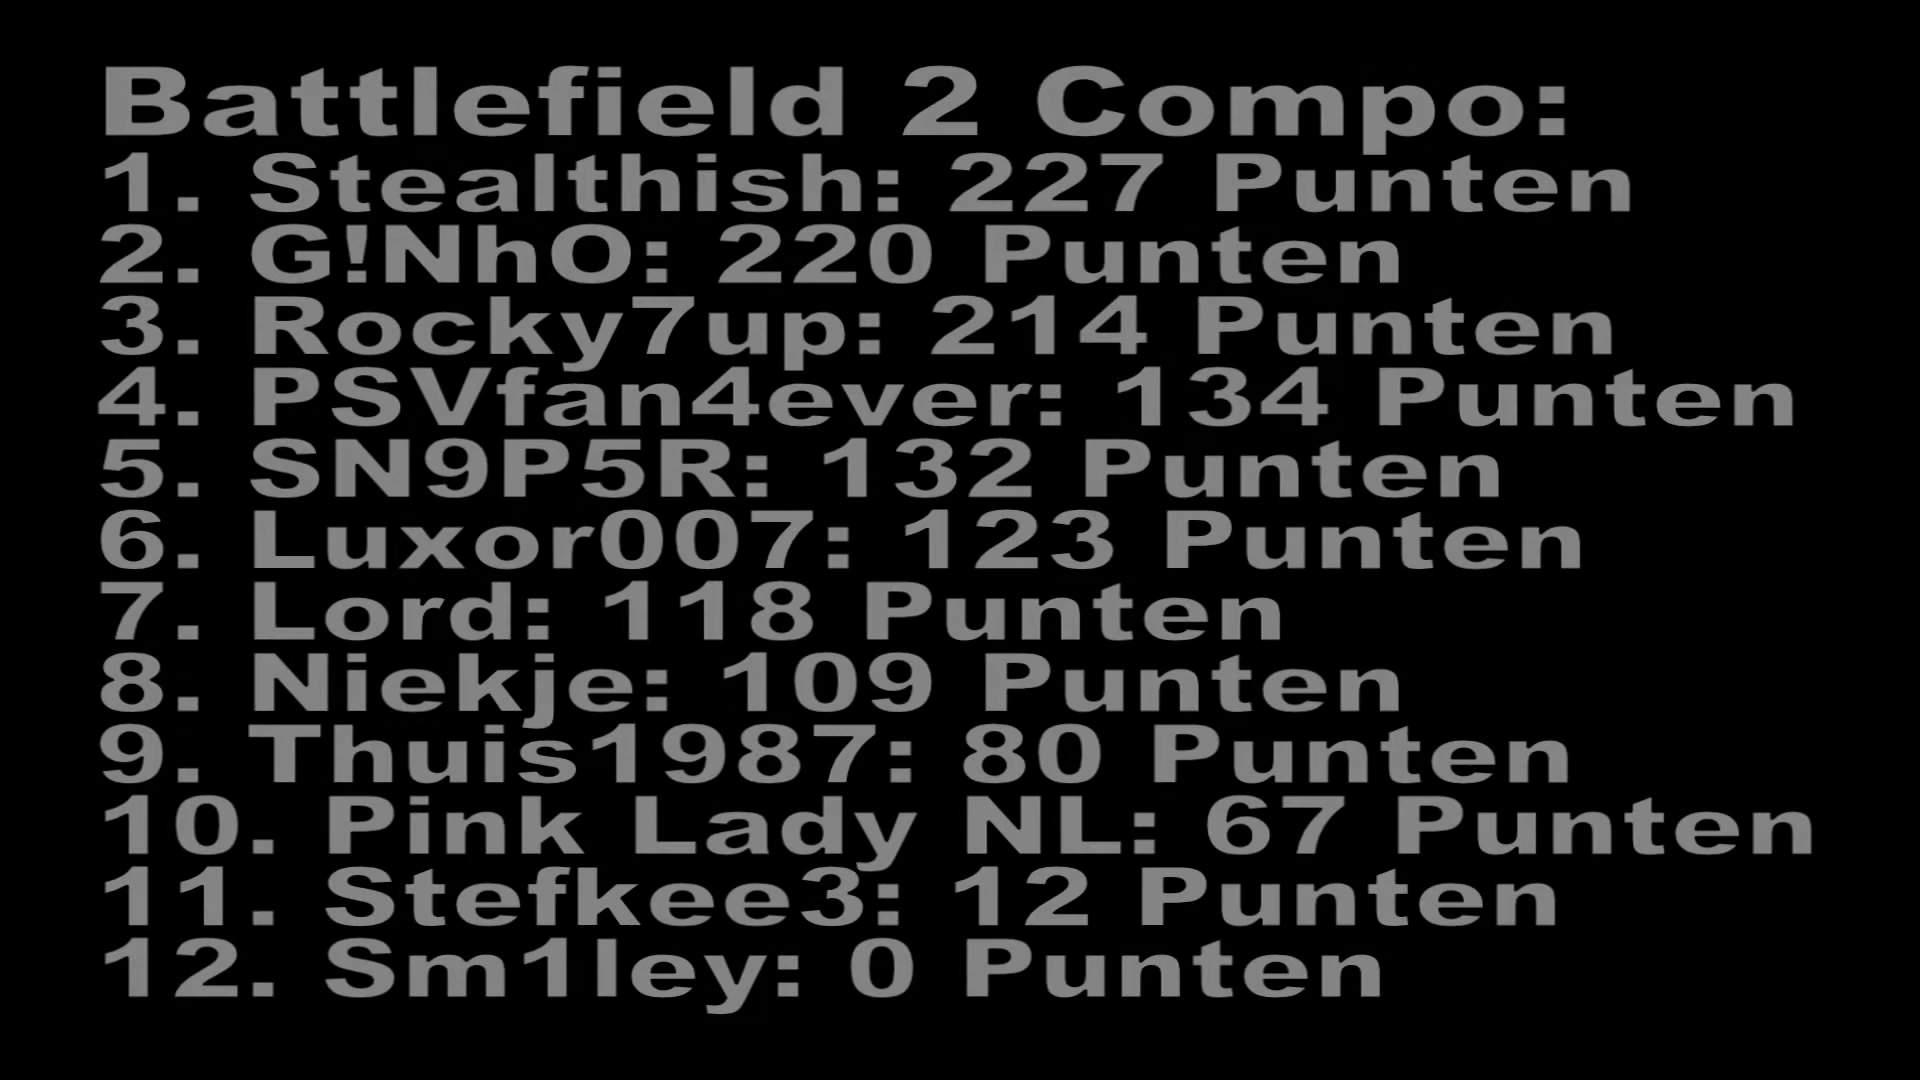 Battlefield 2 Compo:
1. Stealthish: 227 Punten
2. G!NhO: 220 Punten
3. Rocky7up: 214 Punten
4. PSVfan4ever: 134 Punten
5. SN9P5R: 132 Punten
6. Luxor007: 123 Punten
7. Lord: 118 Punten
8. Niekje: 109 Punten
9. Thuis1987: 80 Punten
10. Pink Lady NL: 67 Punten
11. Stefkee3: 12 Punten
12. Sm1ley: 0 Punten